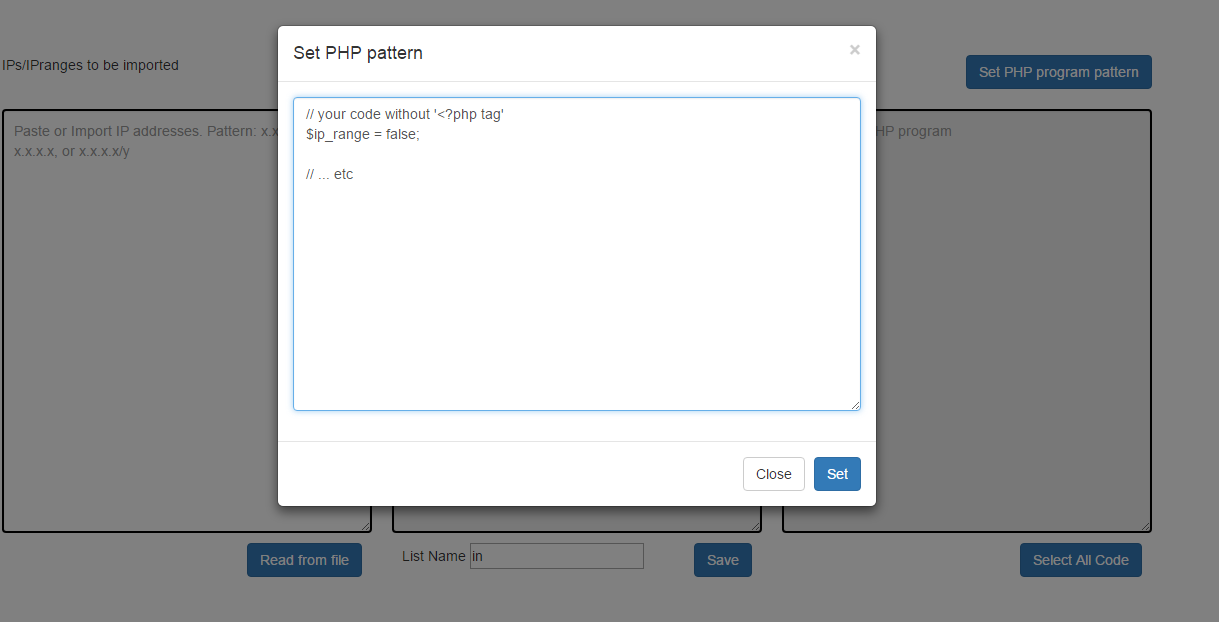 Set PHP pattern
×
IPs/IPranges to be imported
Set PHP program pattern
// your code without '<?php tag'
$ip_range = false;
// ... etc
Paste or Import IP addresses. Pattern:
x.x.x.x, or x.x.x.x/y
HP program
Close
Set
Read from file
List Name in
Save
Select All Code